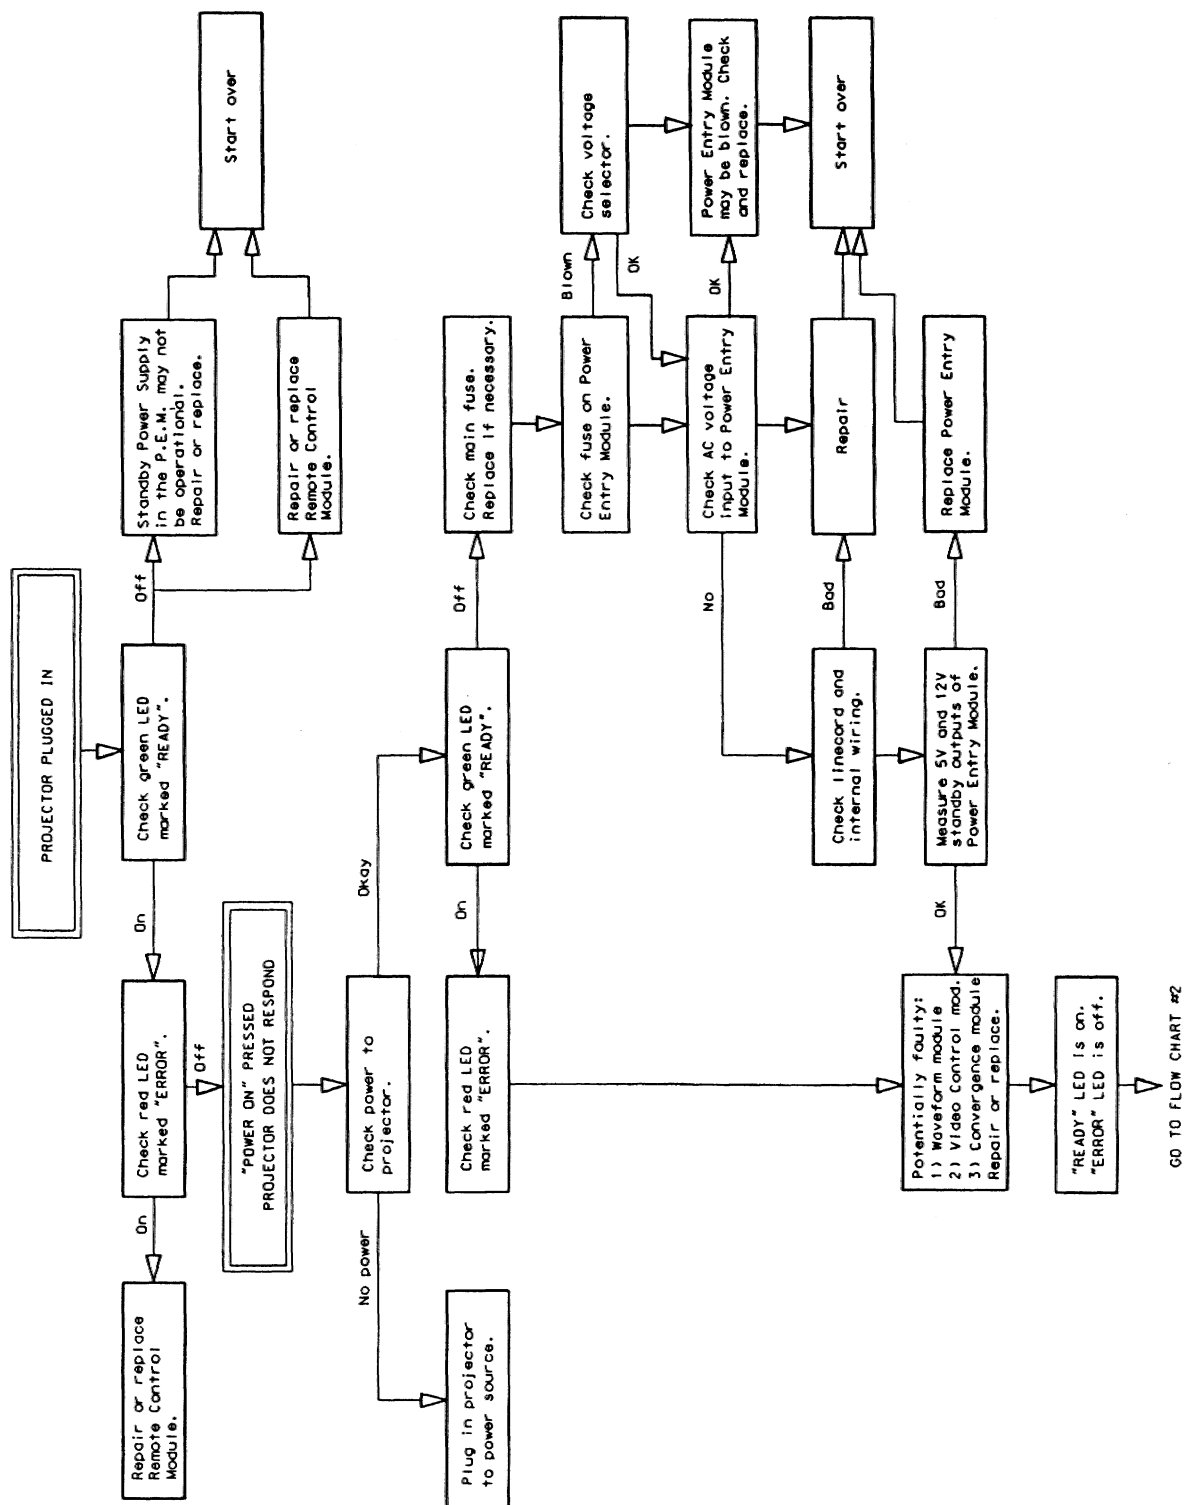 PROJECTOR PLUGGED IN
Check green LED
marked "READY".
On
Off
Check red LED
marked "ERROR".
On
Off
Repair or replace
Remote Control
Module.
Standby Power Supply
in the P.E.M. may not
be operational.
Repair or replace.
Repair or replace
Remote Control
Module.
Start over
"POWER ON" PRESSED
PROJECTOR DOES NOT RESPOND
Check power to
projector.
No power
Okay
Plug in projector
to power source.
Check green LED
marked "READY".
On
Off
Check red LED
marked "ERROR".
Check main fuse.
Replace if necessary.
Check fuse on Power
Entry Module.
Blown
Check voltage
selector.
OK
Check AC voltage
input to Power Entry
Module.
OK
Power Entry Module
may be blown. Check
and replace.
No
Check linecord and
internal wiring.
Bad
Repair
Start over
Measure 5V and 12V
standby outputs of
Power Entry Module.
Bad
Replace Power Entry
Module.
OK
Potentially faulty:
1) Waveform module
2) Video Control mod.
3) Convergence module
Repair or replace.
"READY" LED is on.
"ERROR" LED is off.
GO TO FLOW CHART #2